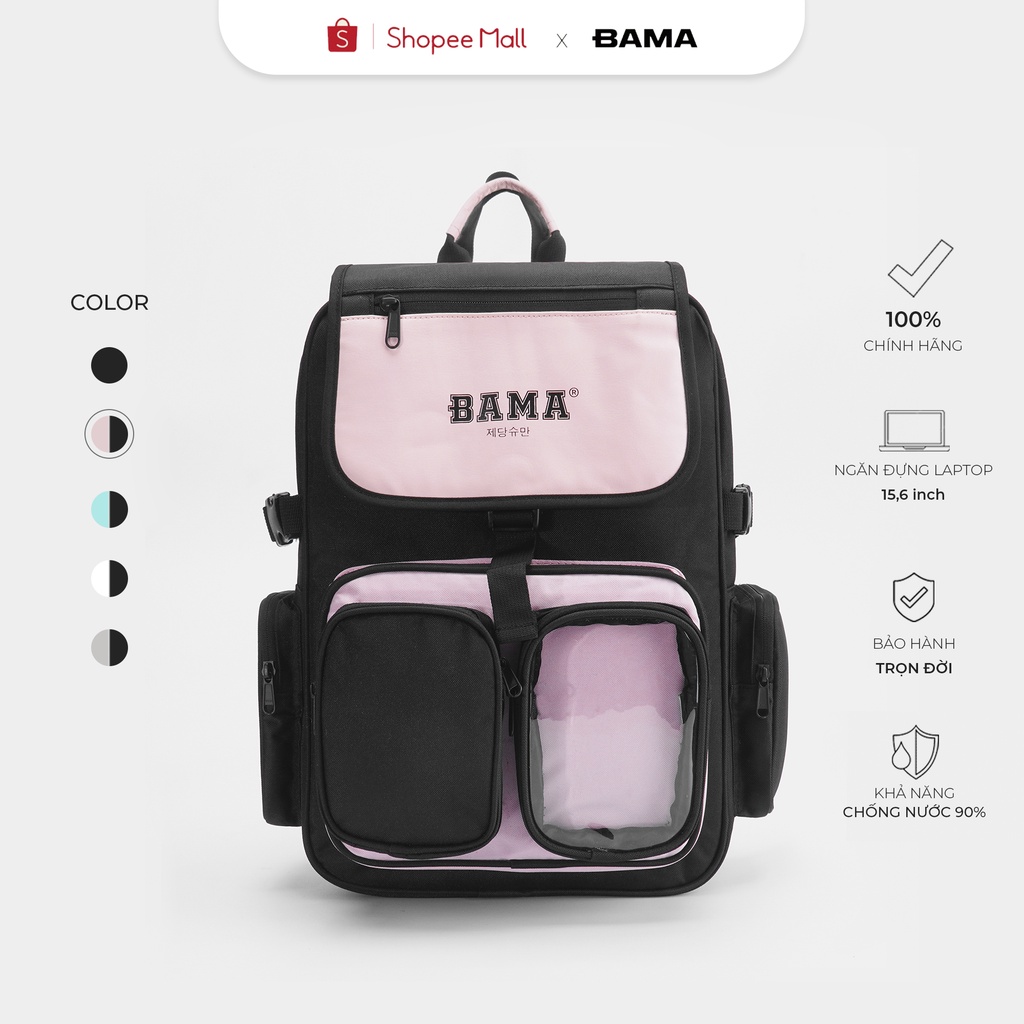 S Shopee Mall x BAMA
COLOR
BAMA®
제당슈만
100%
CHÍNH HÃNG
NGĂN ĐỰNG LAPTOP
15,6 inch
BẢO HÀNH
TRỌN ĐỜI
KHẢ NĂNG
CHỐNG NƯỚC 90%